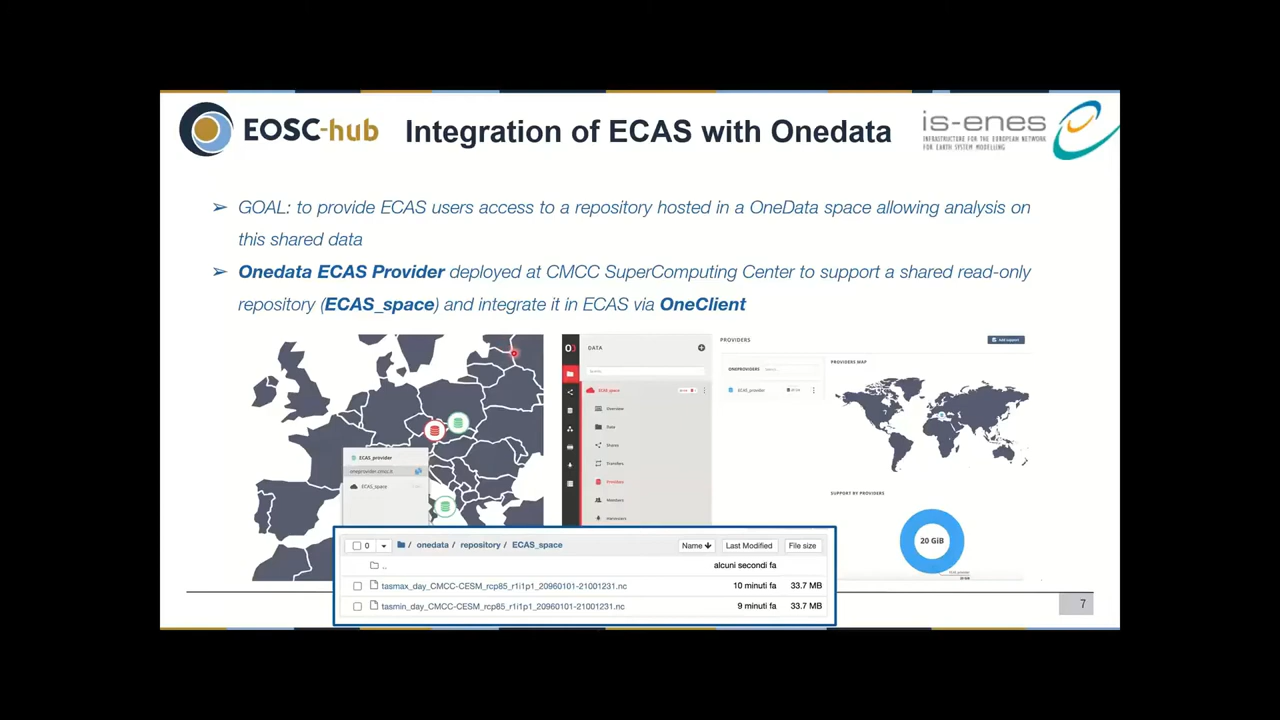 EOSC-hub
Integration of ECAS with Onedata
is-enes
INFRASTRUCTURE FOR THE EUROPEAN NETWORK
FOR EARTH SYSTEM MODELLING
➢ GOAL: to provide ECAS users access to a repository hosted in a OneData space allowing analysis on
this shared data
➢ Onedata ECAS Provider deployed at CMCC SuperComputing Center to support a shared read-only
repository (ECAS_space) and integrate it in ECAS via OneClient
ECAS_provider
oneprovider.cmcc.it
ECAS_space
DATA
ECAS_space
Overview
Data
Shares
Transfers
Providers
Members
Harvesters
PROVIDERS
Add support
ONEPROVIDERS
ECAS_provider
PROVIDERS MAP
SUPPORT BY PROVIDERS
20 GiB
0
/ onedata / repository / ECAS_space
Name
Last Modified
File size
..
alcuni secondi fa
tasmax_day_CMCC-CESM_rcp85_r1i1p1_20960101-21001231.nc
10 minuti fa
33.7 MB
tasmin_day_CMCC-CESM_rcp85_r1i1p1_20960101-21001231.nc
9 minuti fa
33.7 MB
7